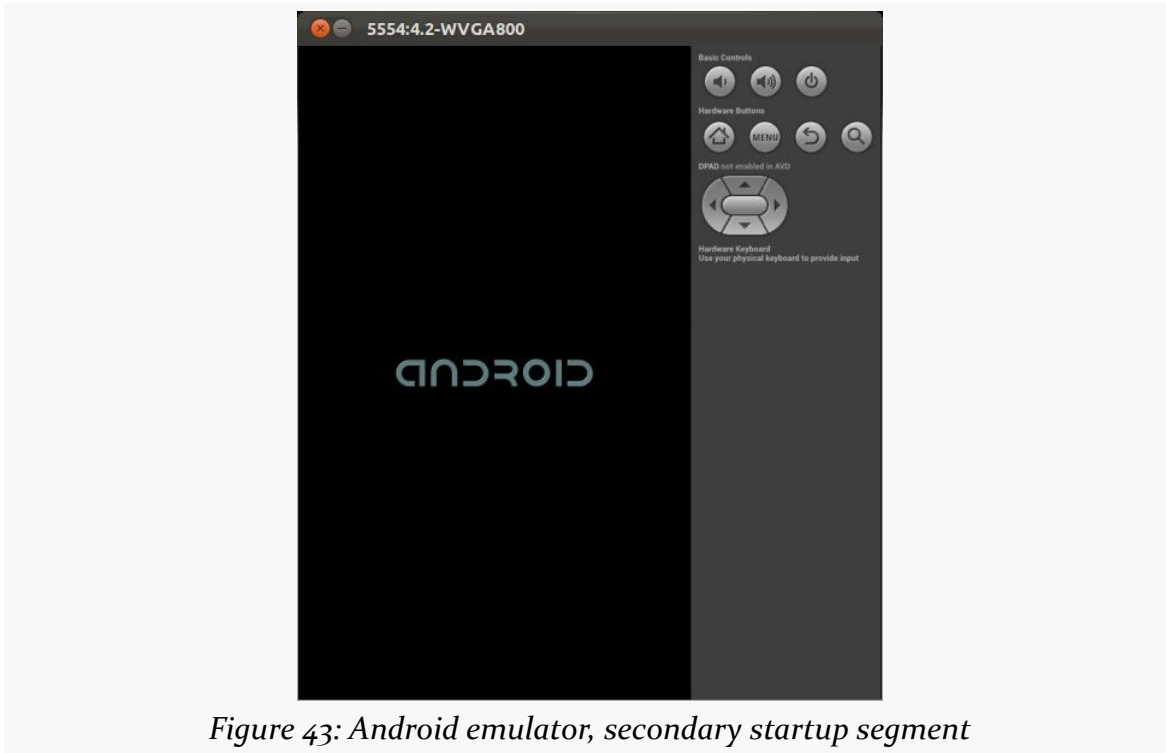 5554:4.2-WVGA800
Basic Controls
Hardware Buttons
MENU
DPAD not enabled in AVD
Hardware Keyboard
Use your physical keyboard to provide input
ANDROID
Figure 43: Android emulator, secondary startup segment